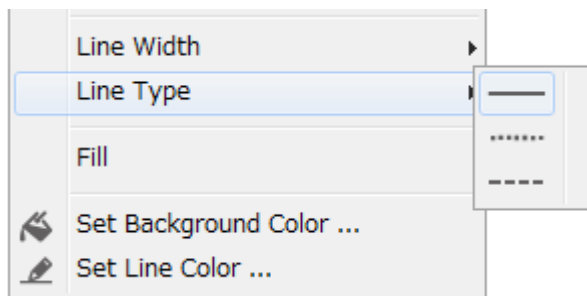 Line Width
Line Type
Fill
Set Background Color ...
Set Line Color ...